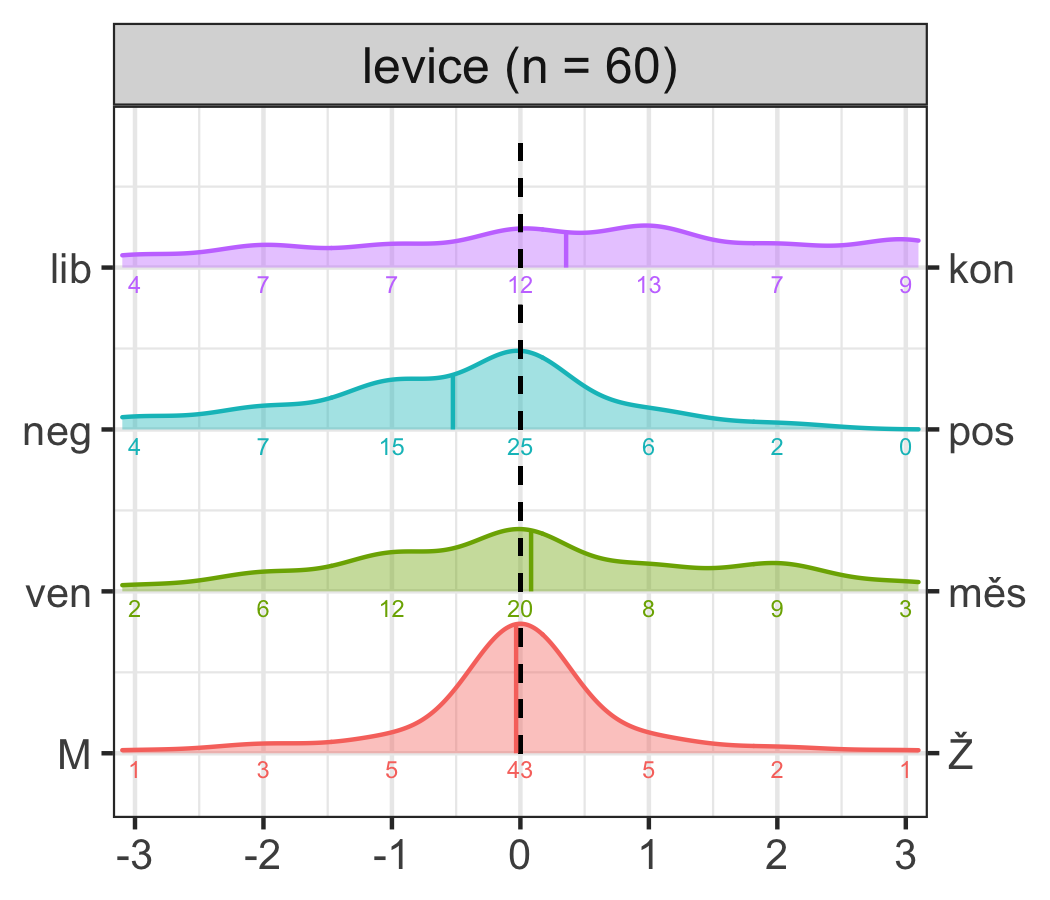 levice (n = 60)
lib kon
4 7 7 12 13 7 9
neg pos
4 7 15 25 6 2 0
ven měs
2 6 12 20 8 9 3
M Ž
1 3 5 43 5 2 1
-3 -2 -1 0 1 2 3